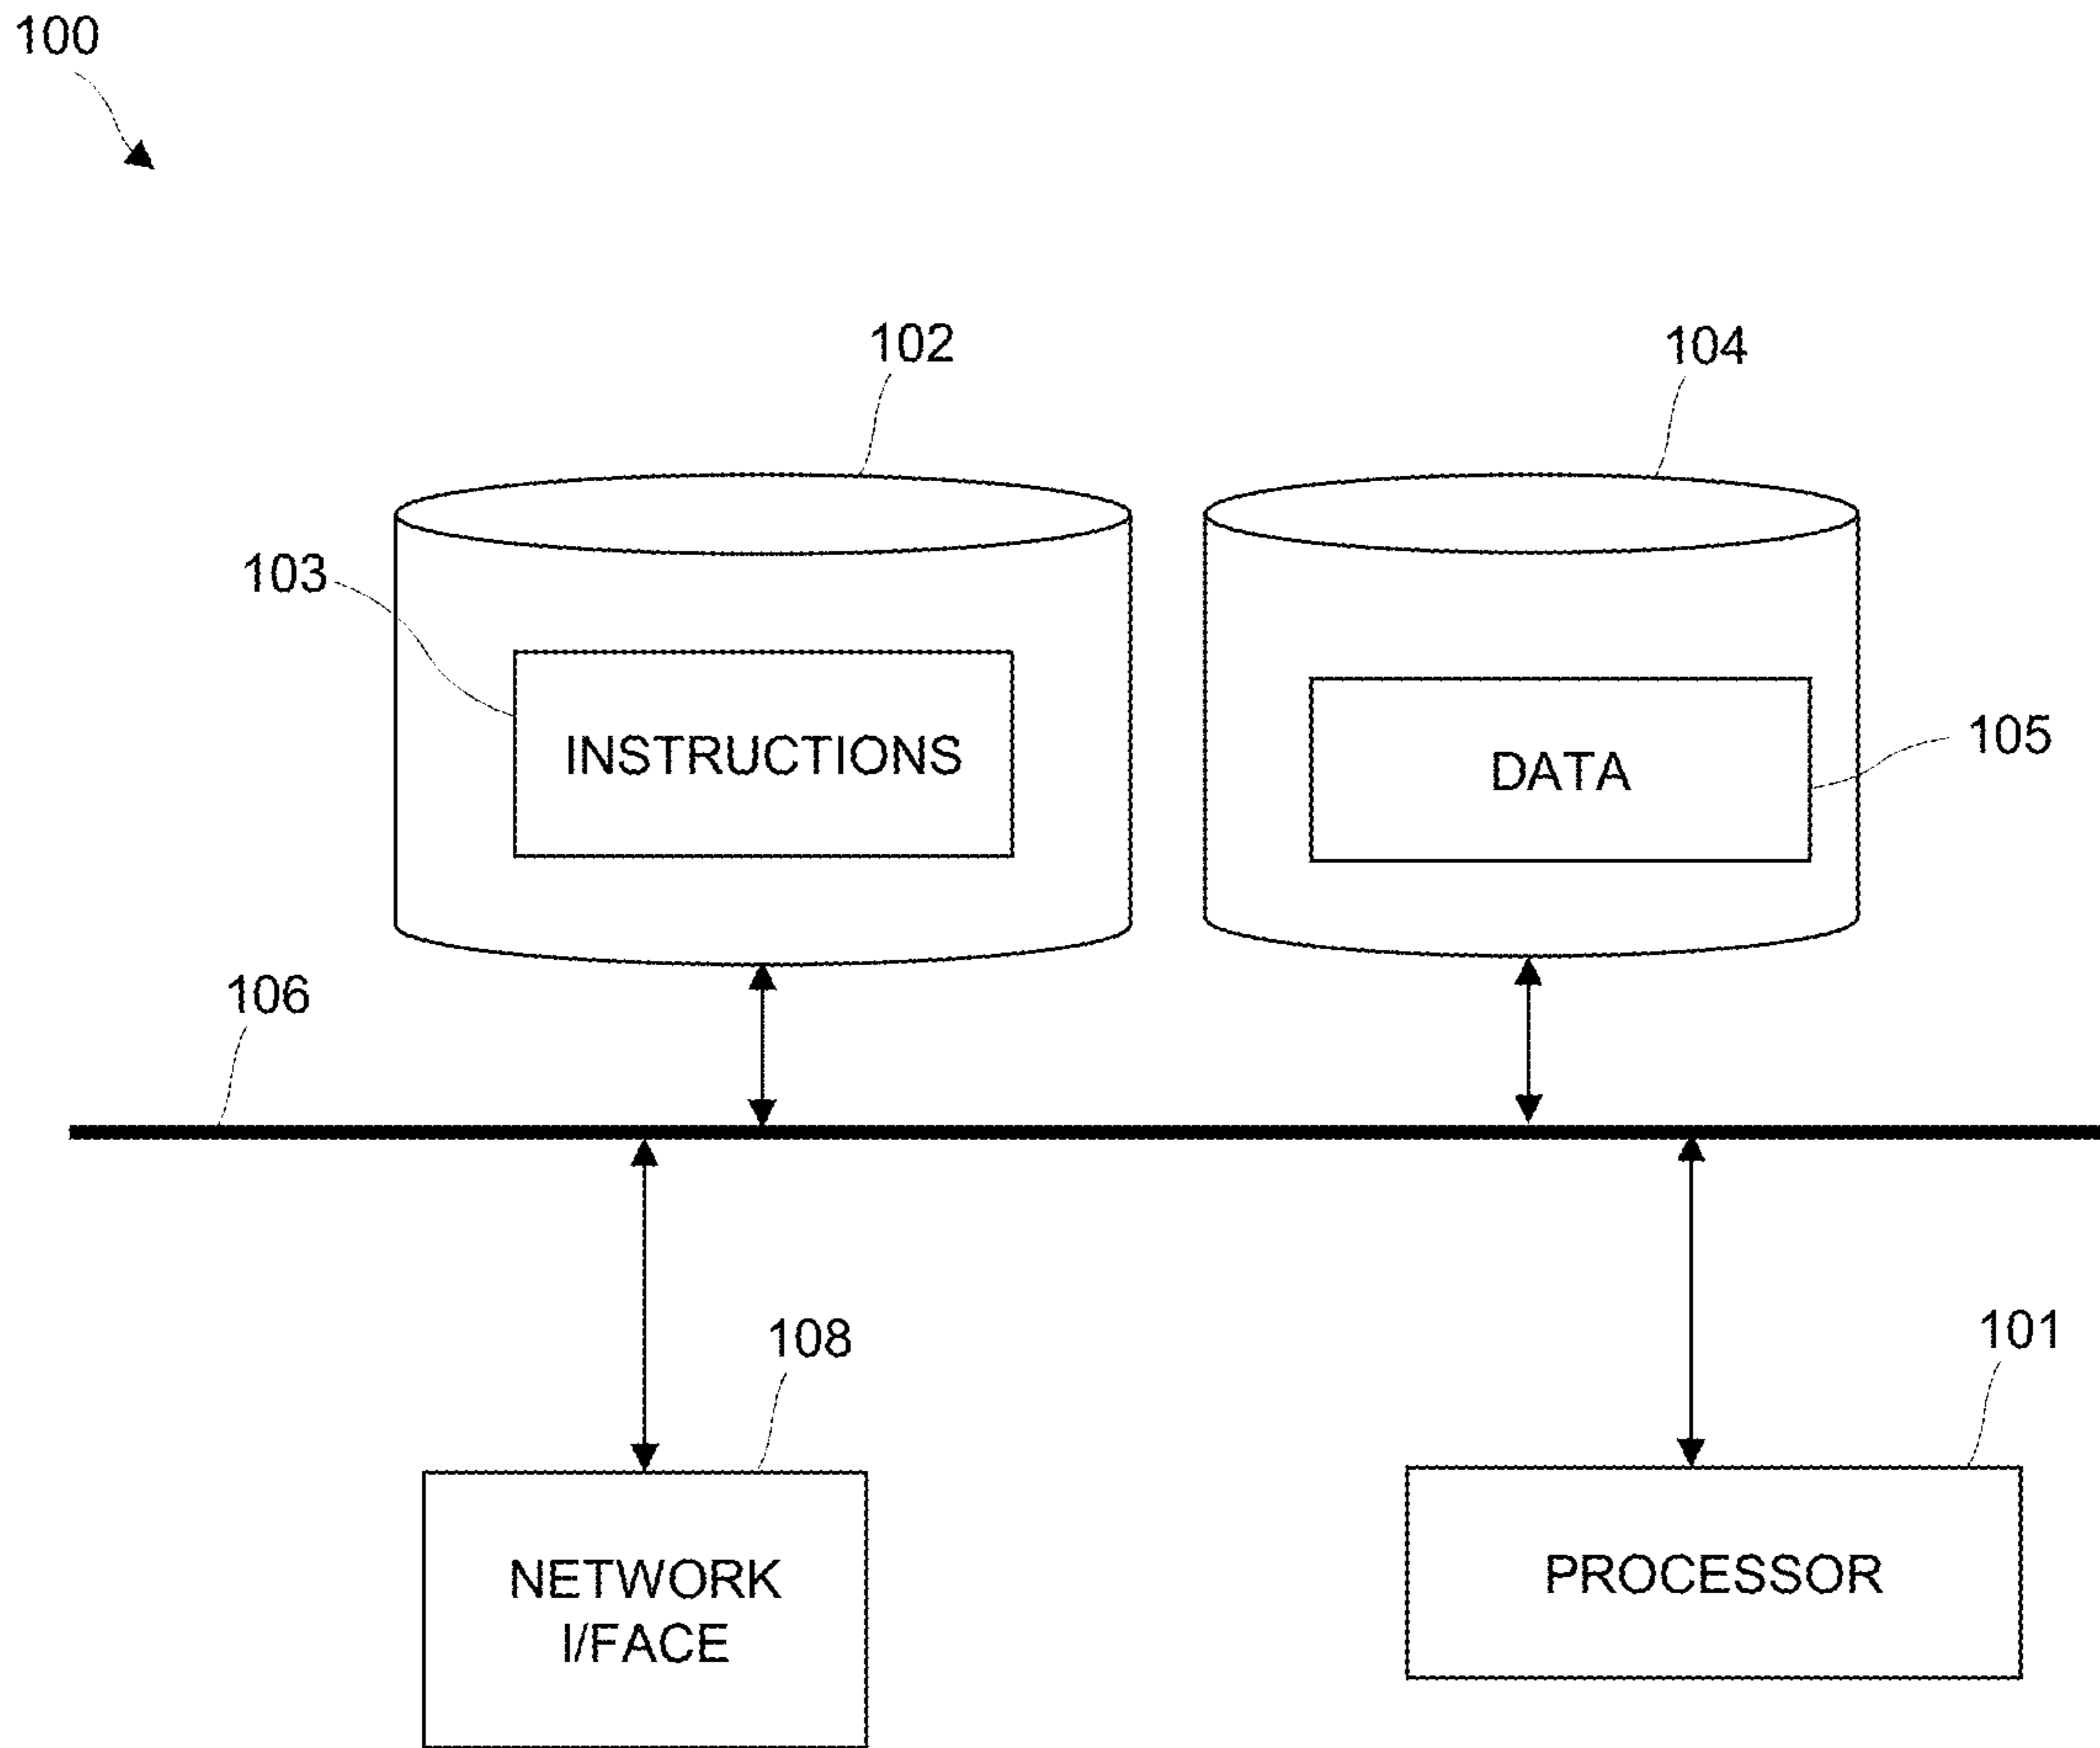 100
102
104
103
INSTRUCTIONS
DATA
105
106
108
101
NETWORK
I/FACE
PROCESSOR